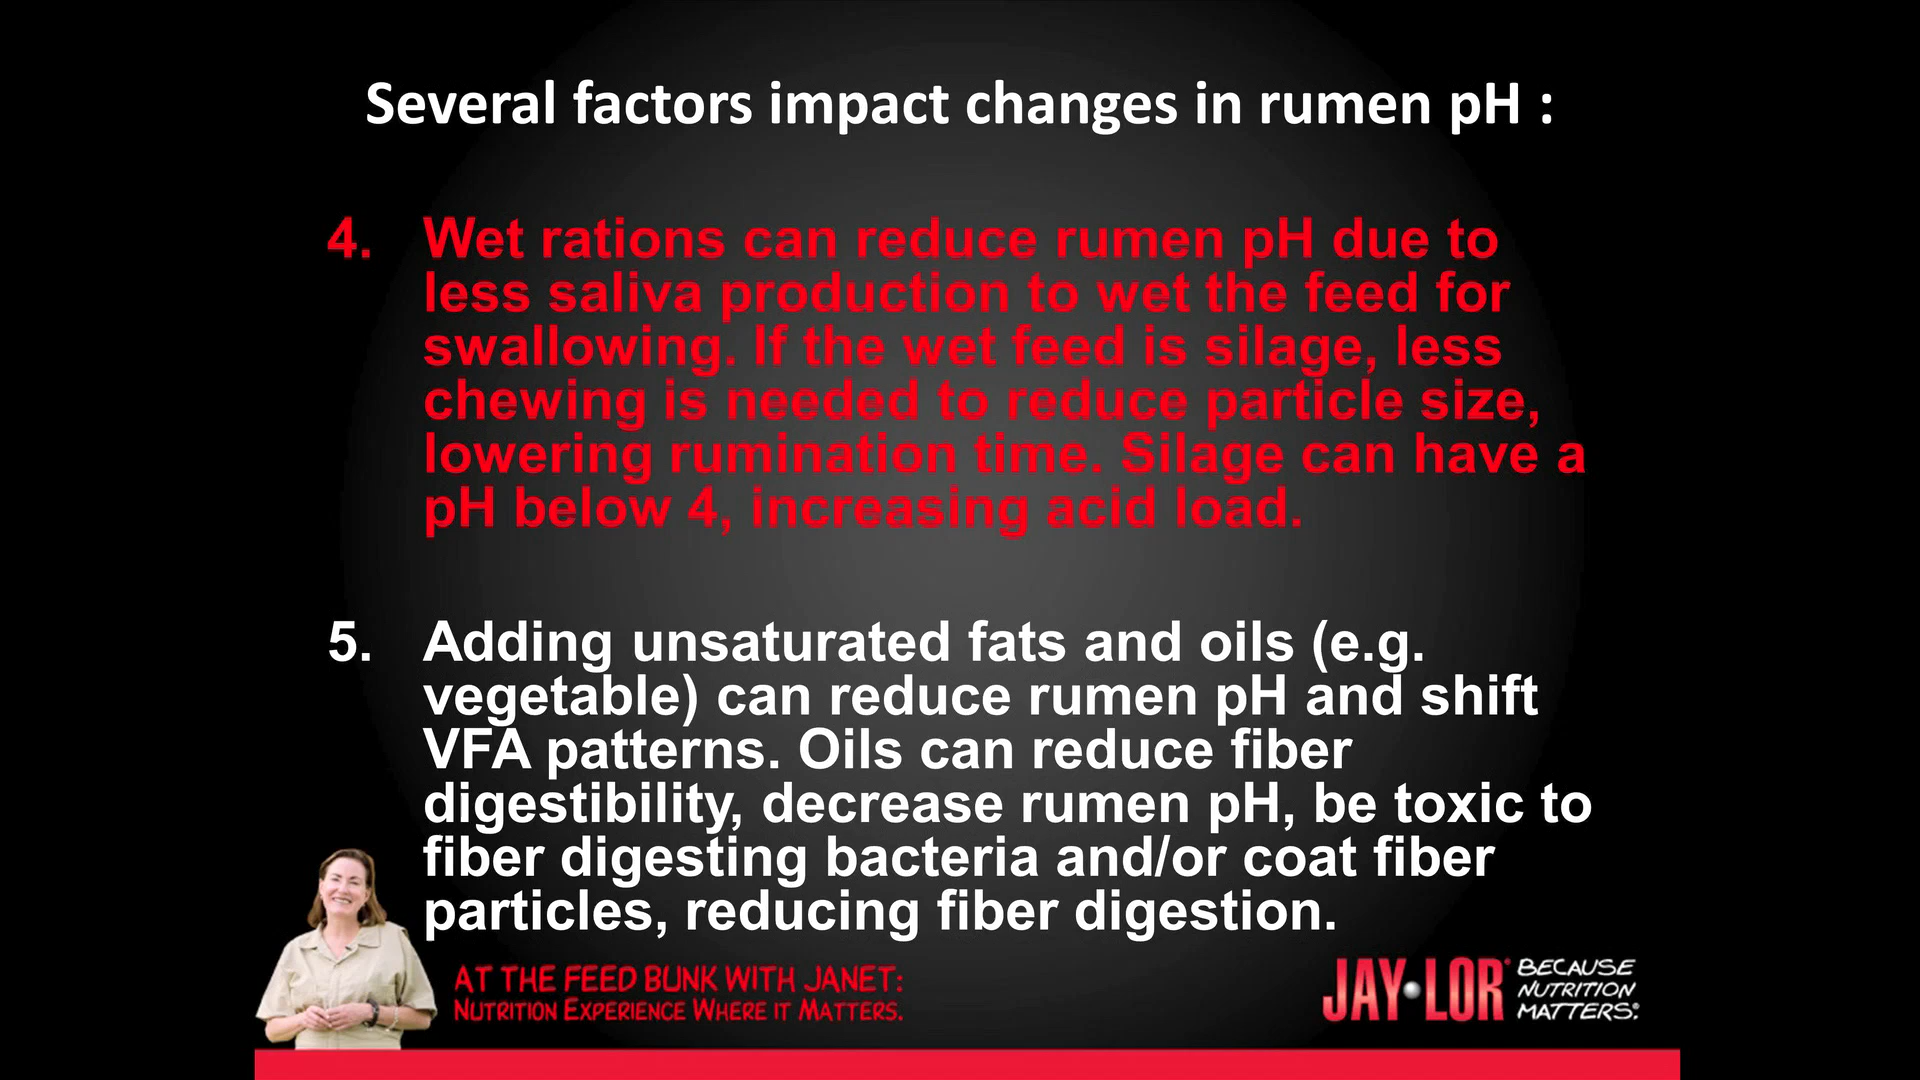 Several factors impact changes in rumen pH :
4. Wet rations can reduce rumen pH due to
less saliva production to wet the feed for
swallowing. If the wet feed is silage, less
chewing is needed to reduce particle size,
lowering rumination time. Silage can have a
pH below 4, increasing acid load.
5. Adding unsaturated fats and oils (e.g.
vegetable) can reduce rumen pH and shift
VFA patterns. Oils can reduce fiber
digestibility, decrease rumen pH, be toxic to
fiber digesting bacteria and/or coat fiber
particles, reducing fiber digestion.
AT THE FEED BUNK WITH JANET:
NUTRITION EXPERIENCE WHERE IT MATTERS.
JAY•LOR®
BECAUSE
NUTRITION
MATTERS.®